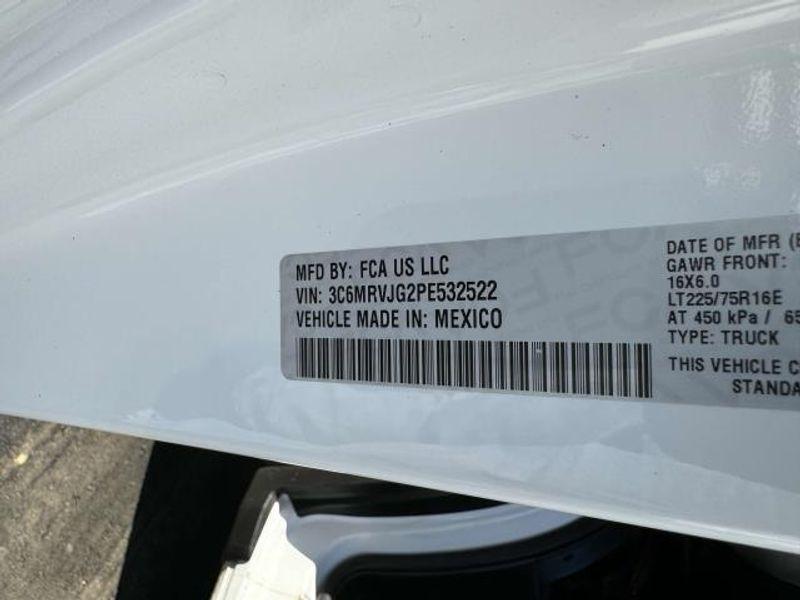 MFD BY: FCA US LLC
VIN: 3C6MRVJG2PE532522
VEHICLE MADE IN: MEXICO
DATE OF MFR (
GAWR FRONT:
16X6.0
LT225/75R16E
AT 450 kPa / 65
TYPE: TRUCK
THIS VEHICLE C
STANDA